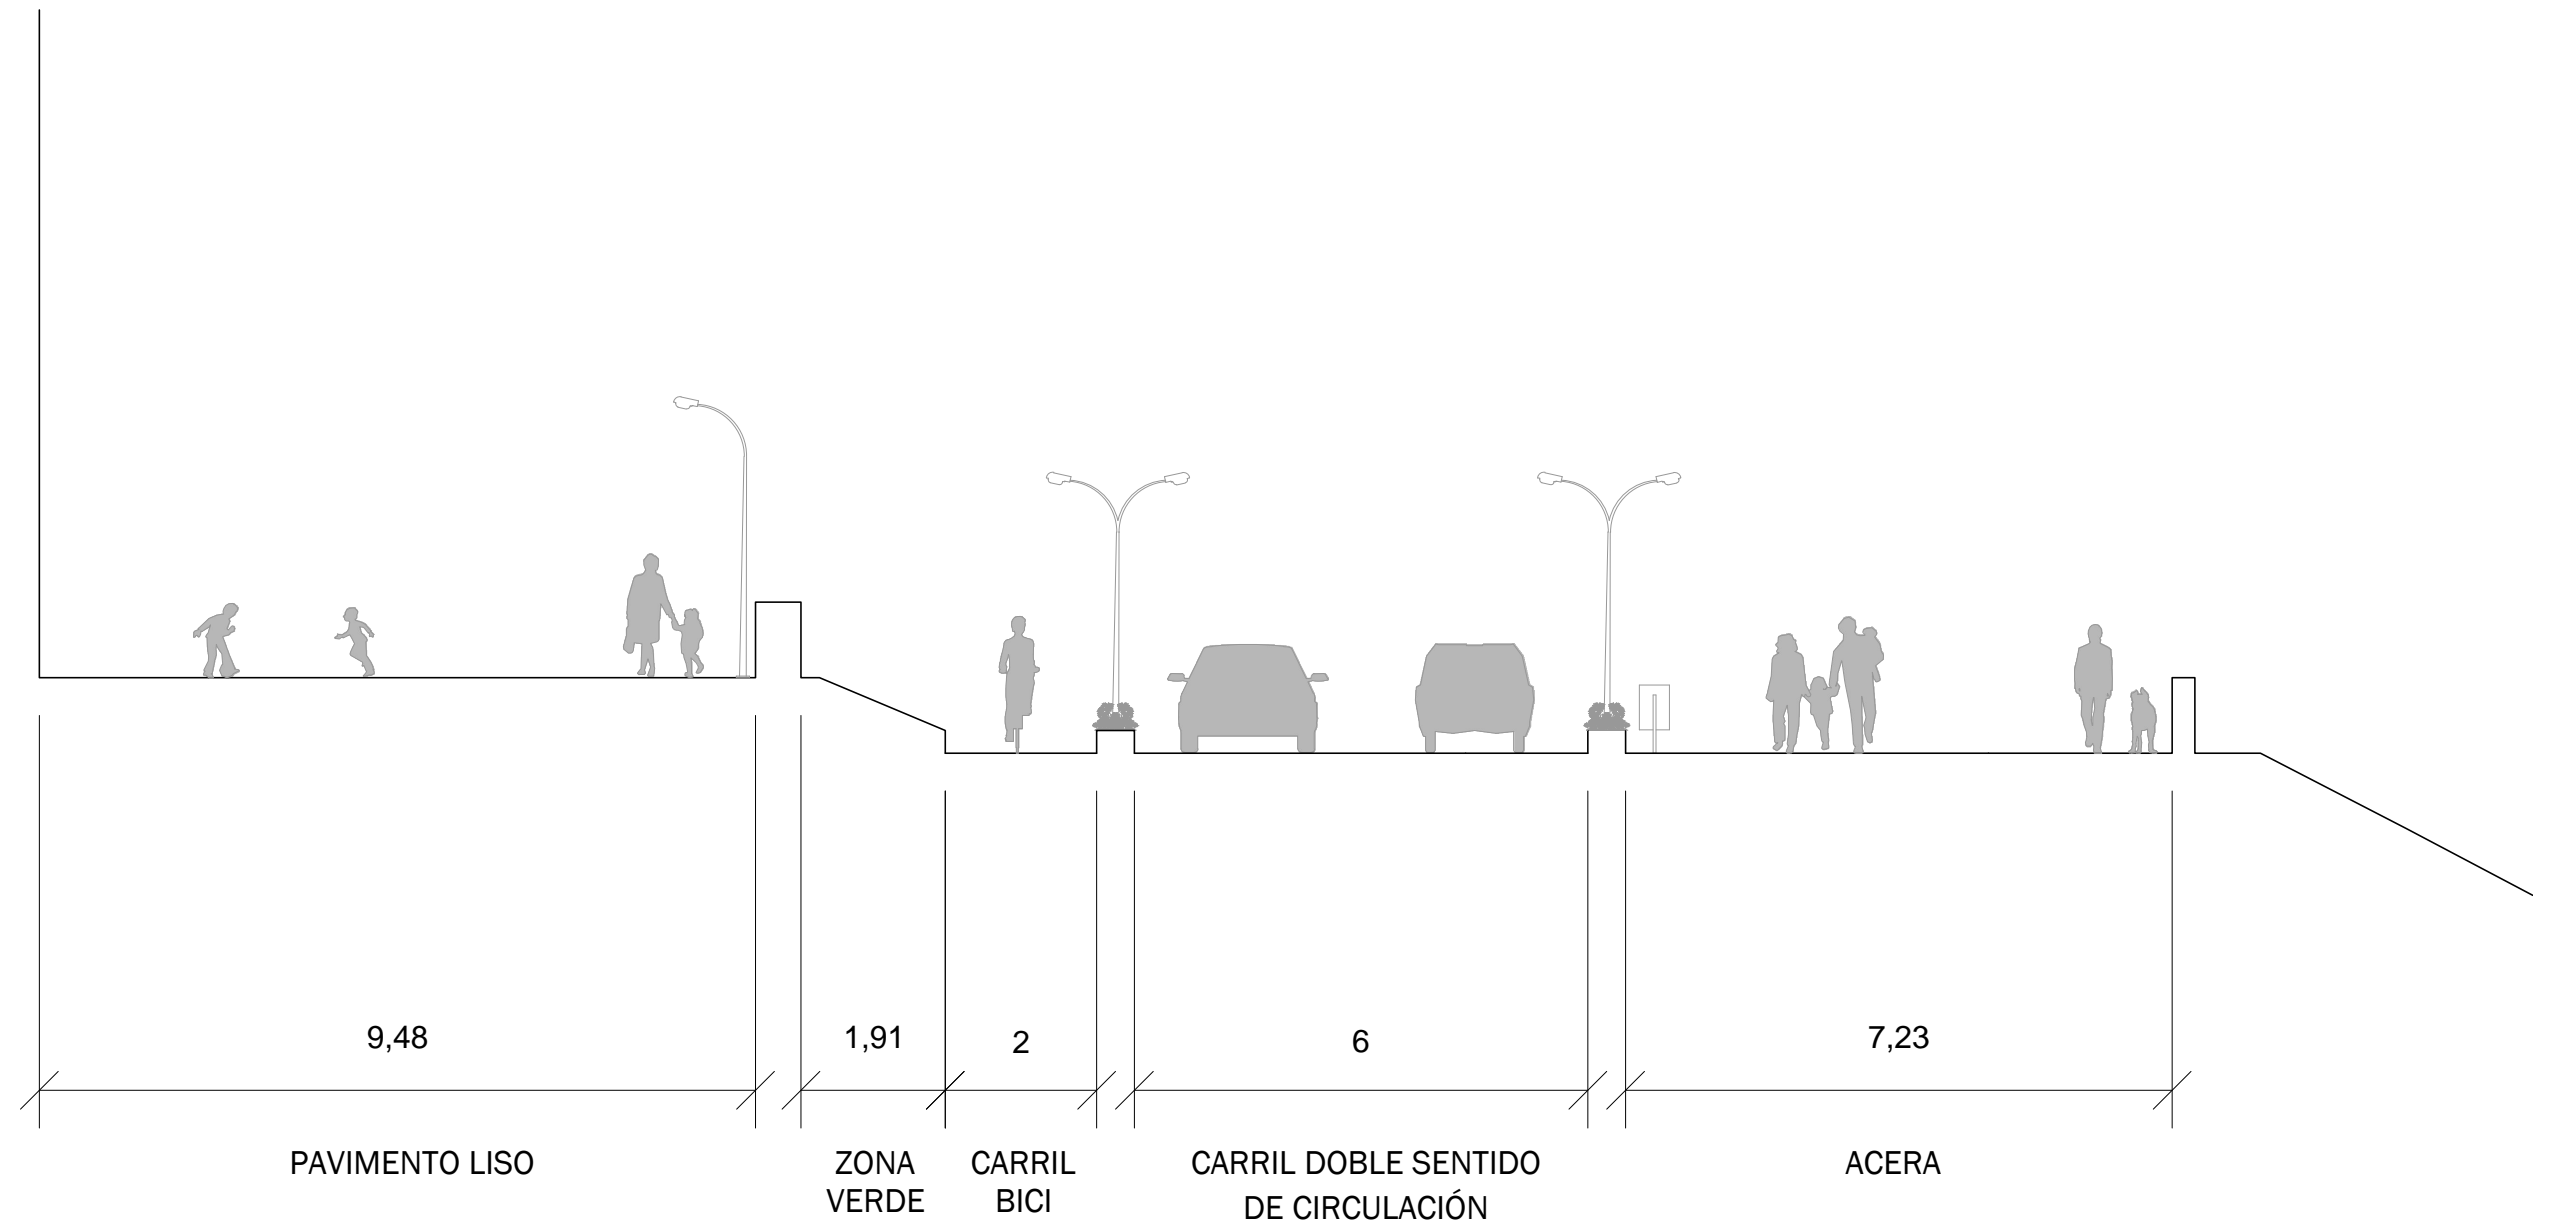 9,48
1,91
2
6
7,23
PAVIMENTO LISO
ZONA
VERDE
CARRIL
BICI
CARRIL DOBLE SENTIDO
DE CIRCULACIÓN
ACERA